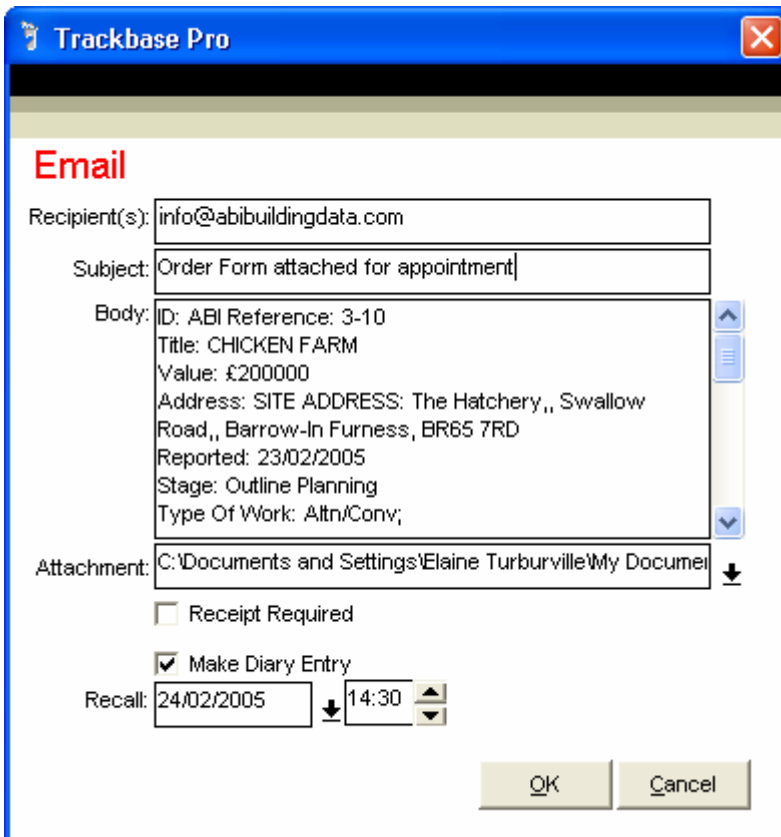 Trackbase Pro
Email
Recipient(s): info@abibuildingdata.com
Subject: Order Form attached for appointment
Body: ID: ABI Reference: 3-10
Title: CHICKEN FARM
Value: £200000
Address: SITE ADDRESS: The Hatchery,, Swallow
Road,, Barrow-In Furness, BR65 7RD
Reported: 23/02/2005
Stage: Outline Planning
Type Of Work: Altn/Conv;
Attachment: C:\Documents and Settings\Elaine Turburville\My Documen
Receipt Required
Make Diary Entry
Recall: 24/02/2005 14:30
OK Cancel